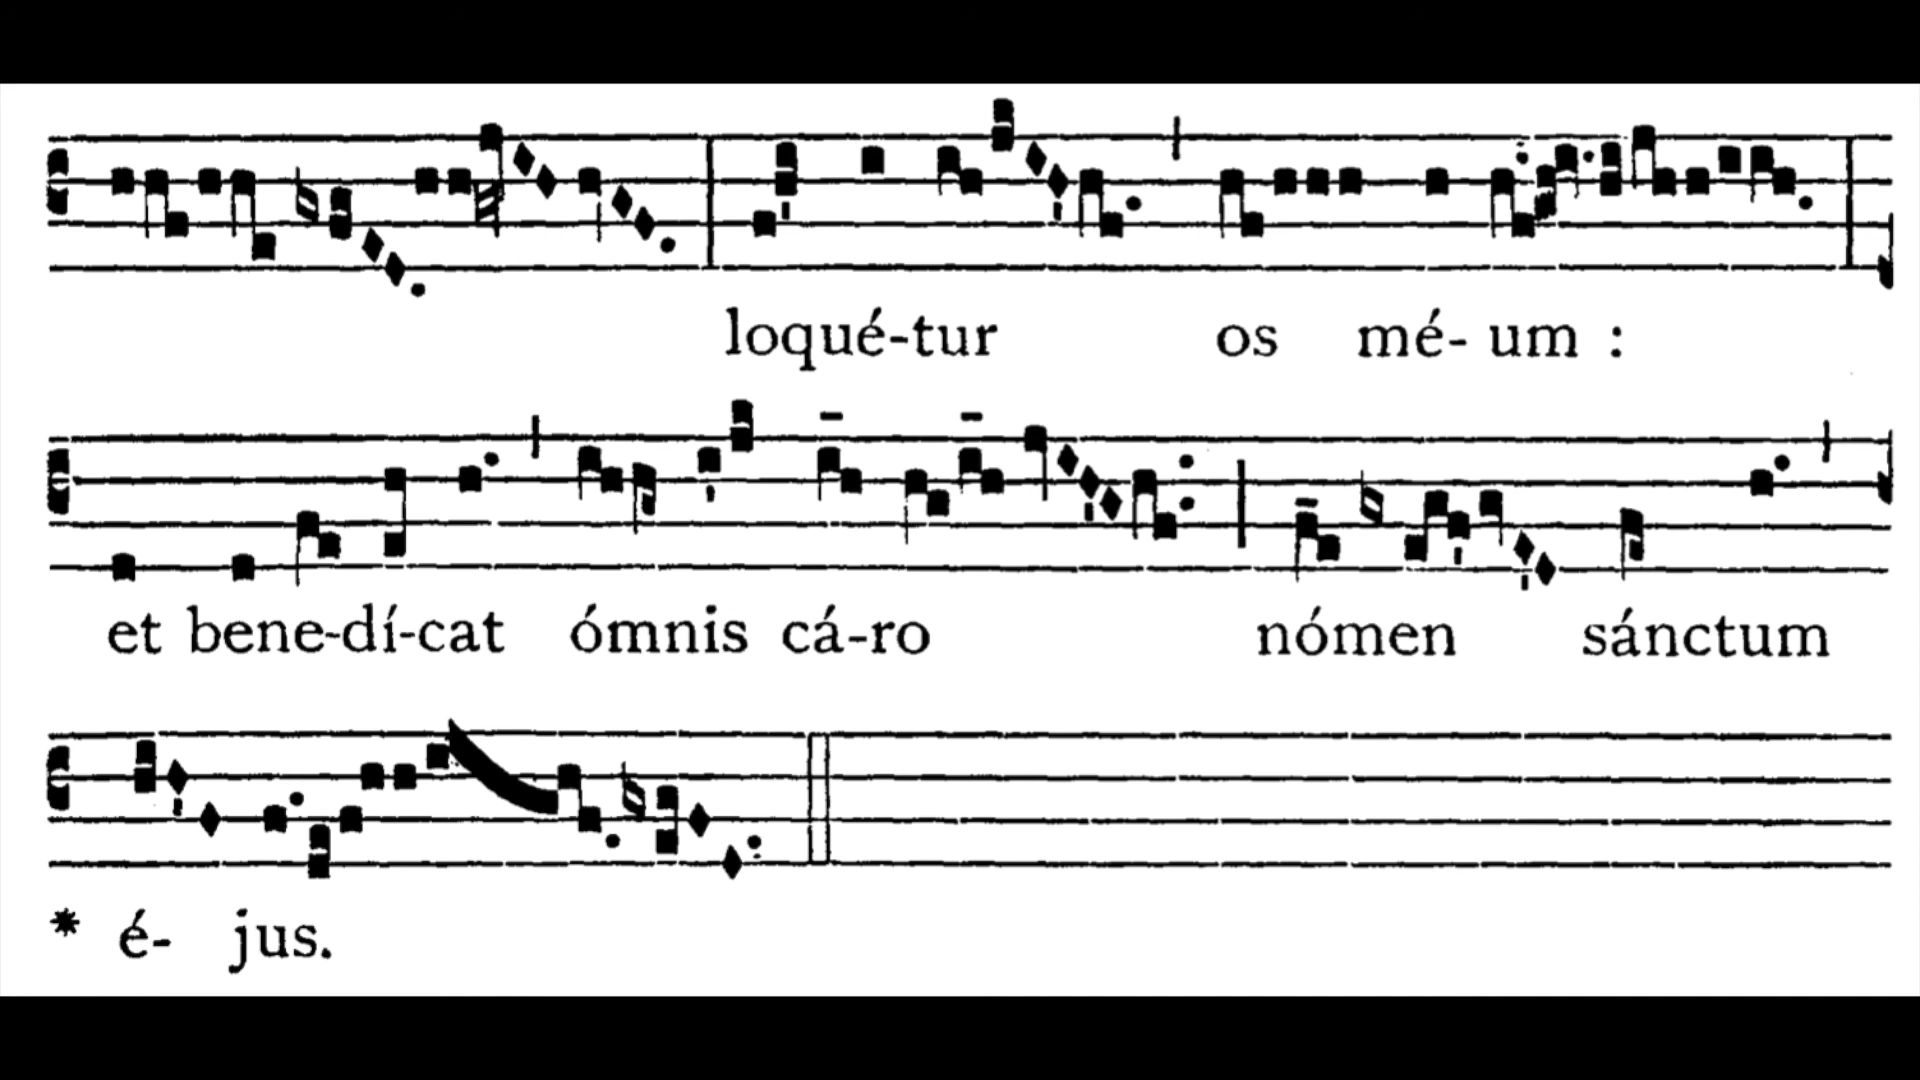 loqué-tur os mé-um :
et bene-dí-cat ómnis cá-ro nómen sánctum
* é- jus.